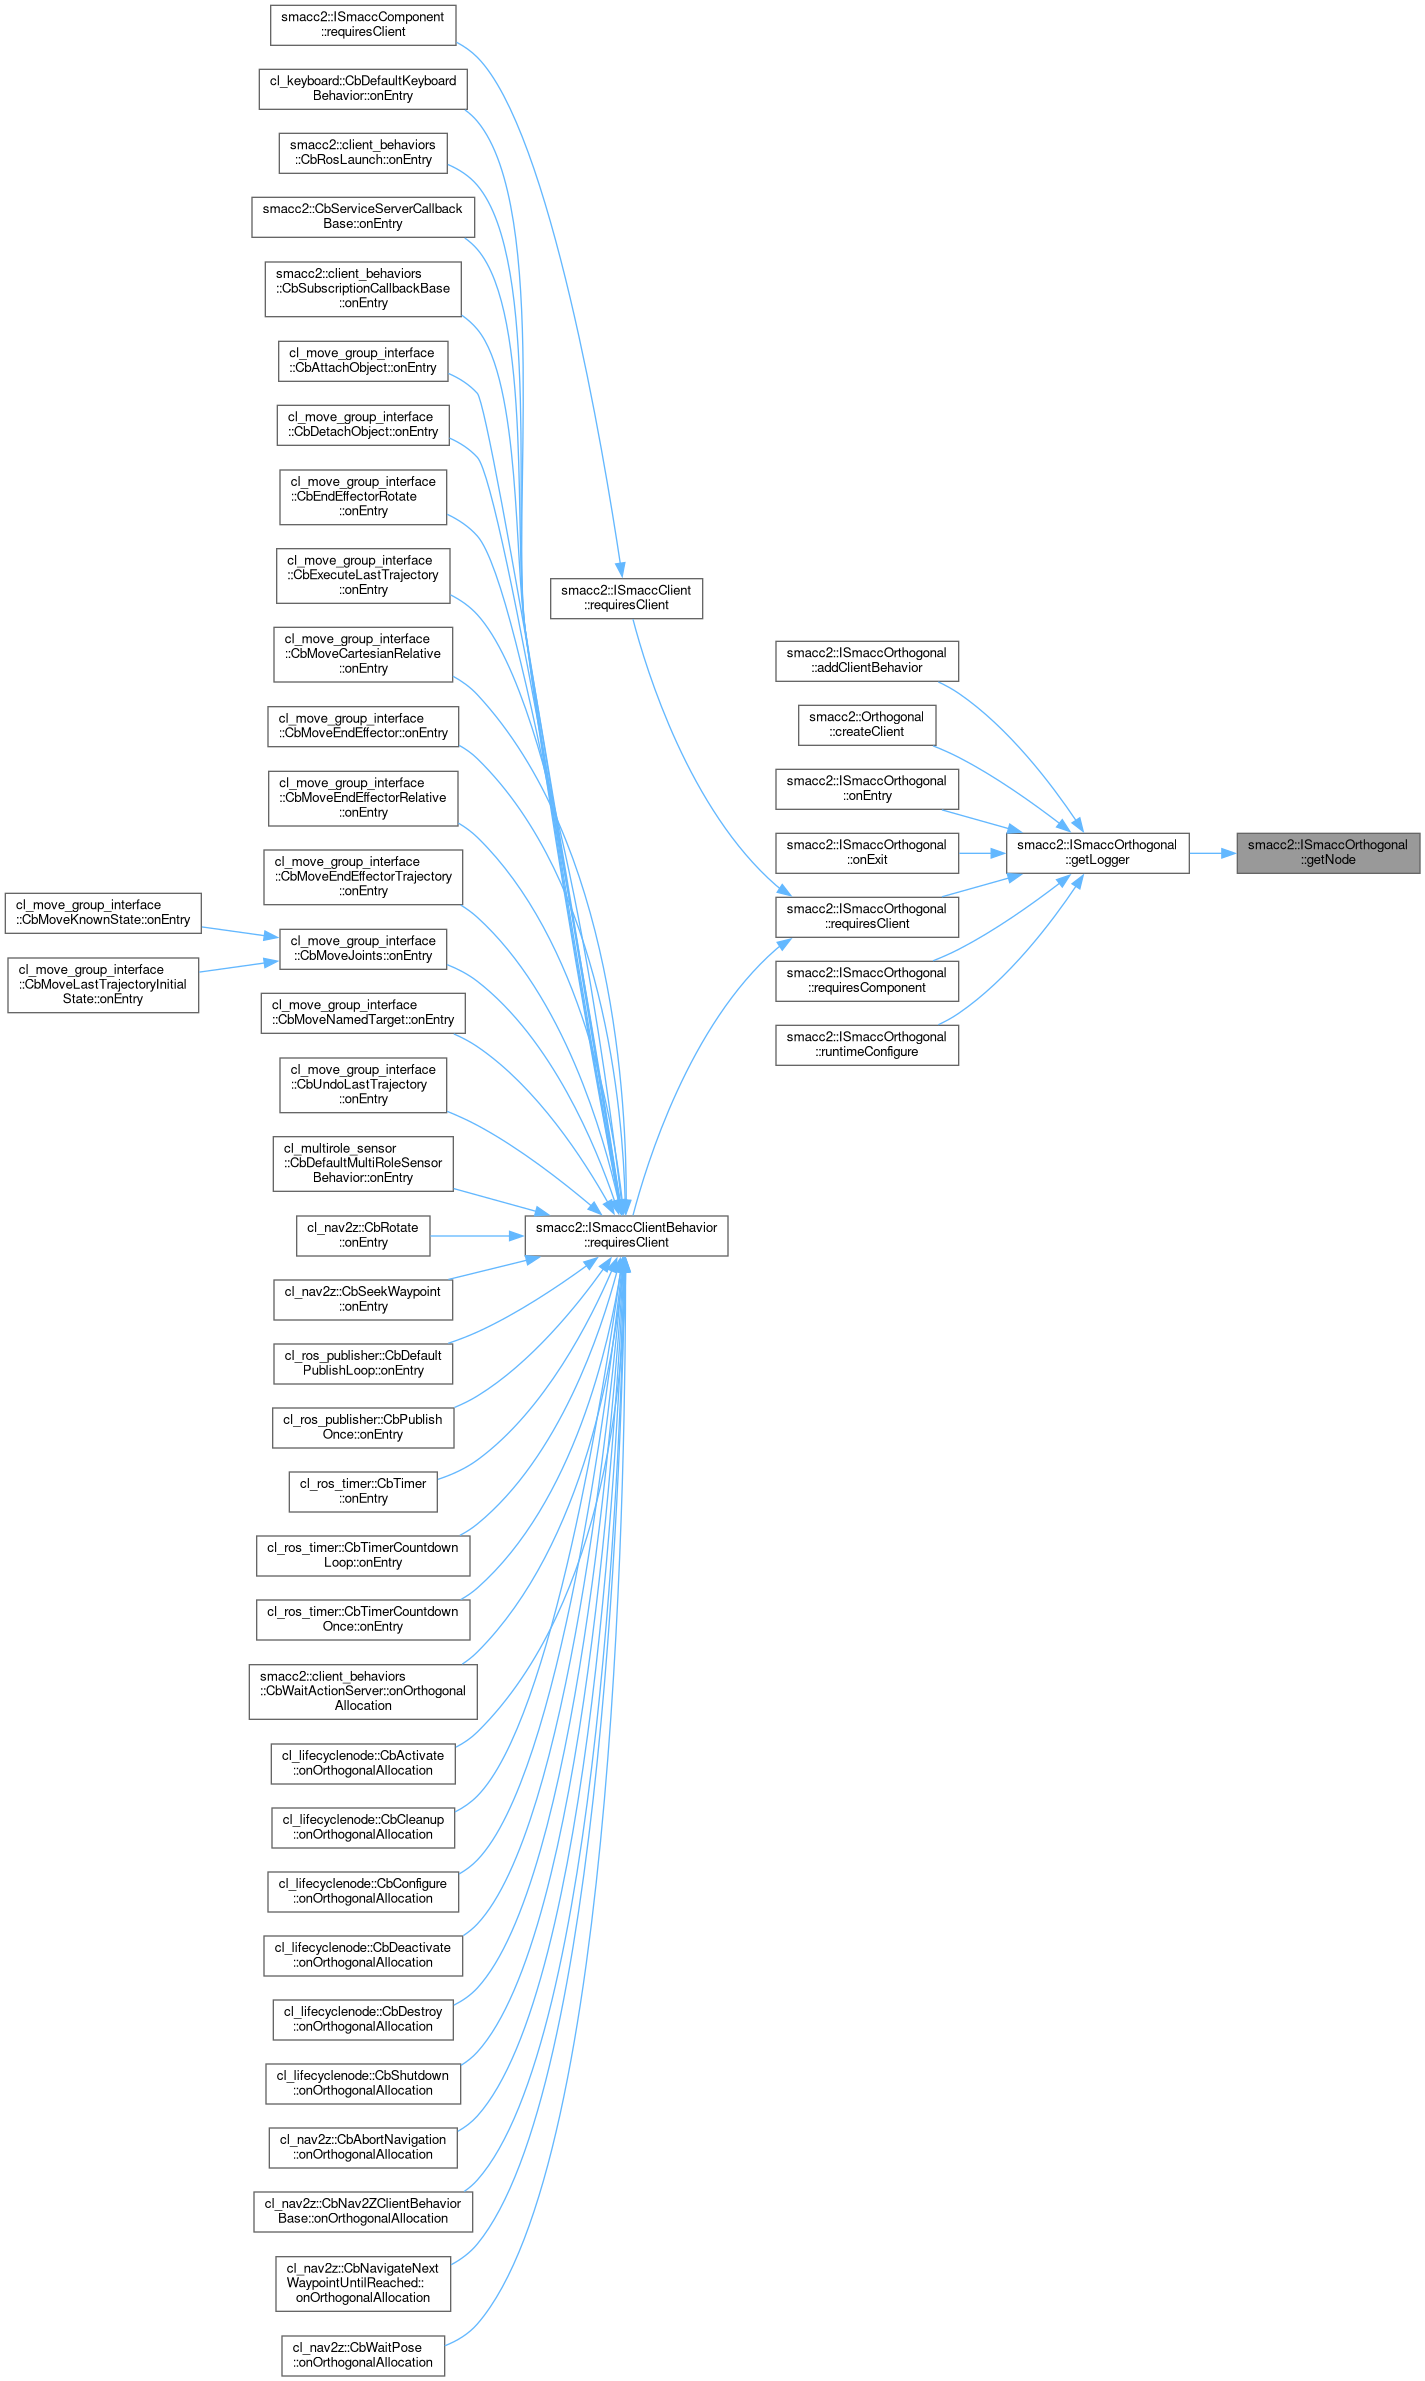 smacc2::ISmaccComponent
::requiresClient
cl_keyboard::CbDefaultKeyboard
Behavior::onEntry
smacc2::client_behaviors
::CbRosLaunch::onEntry
smacc2::CbServiceServerCallback
Base::onEntry
smacc2::client_behaviors
::CbSubscriptionCallbackBase
::onEntry
cl_move_group_interface
::CbAttachObject::onEntry
cl_move_group_interface
::CbDetachObject::onEntry
cl_move_group_interface
::CbEndEffectorRotate
::onEntry
cl_move_group_interface
::CbExecuteLastTrajectory
::onEntry
cl_move_group_interface
::CbMoveCartesianRelative
::onEntry
cl_move_group_interface
::CbMoveEndEffector::onEntry
cl_move_group_interface
::CbMoveEndEffectorRelative
::onEntry
cl_move_group_interface
::CbMoveEndEffectorTrajectory
::onEntry
cl_move_group_interface
::CbMoveKnownState::onEntry
cl_move_group_interface
::CbMoveLastTrajectoryInitial
State::onEntry
cl_move_group_interface
::CbMoveJoints::onEntry
cl_move_group_interface
::CbMoveNamedTarget::onEntry
cl_move_group_interface
::CbUndoLastTrajectory
::onEntry
cl_multirole_sensor
::CbDefaultMultiRoleSensor
Behavior::onEntry
cl_nav2z::CbRotate
::onEntry
cl_nav2z::CbSeekWaypoint
::onEntry
cl_ros_publisher::CbDefault
PublishLoop::onEntry
cl_ros_publisher::CbPublish
Once::onEntry
cl_ros_timer::CbTimer
::onEntry
cl_ros_timer::CbTimerCountdown
Loop::onEntry
cl_ros_timer::CbTimerCountdown
Once::onEntry
smacc2::client_behaviors
::CbWaitActionServer::onOrthogonal
Allocation
cl_lifecyclenode::CbActivate
::onOrthogonalAllocation
cl_lifecyclenode::CbCleanup
::onOrthogonalAllocation
cl_lifecyclenode::CbConfigure
::onOrthogonalAllocation
cl_lifecyclenode::CbDeactivate
::onOrthogonalAllocation
cl_lifecyclenode::CbDestroy
::onOrthogonalAllocation
cl_lifecyclenode::CbShutdown
::onOrthogonalAllocation
cl_nav2z::CbAbortNavigation
::onOrthogonalAllocation
cl_nav2z::CbNav2ZClientBehavior
Base::onOrthogonalAllocation
cl_nav2z::CbNavigateNext
WaypointUntilReached::
onOrthogonalAllocation
cl_nav2z::CbWaitPose
::onOrthogonalAllocation
smacc2::ISmaccClient
::requiresClient
smacc2::ISmaccClientBehavior
::requiresClient
smacc2::ISmaccOrthogonal
::addClientBehavior
smacc2::Orthogonal
::createClient
smacc2::ISmaccOrthogonal
::onEntry
smacc2::ISmaccOrthogonal
::onExit
smacc2::ISmaccOrthogonal
::requiresClient
smacc2::ISmaccOrthogonal
::requiresComponent
smacc2::ISmaccOrthogonal
::runtimeConfigure
smacc2::ISmaccOrthogonal
::getLogger
smacc2::ISmaccOrthogonal
::getNode